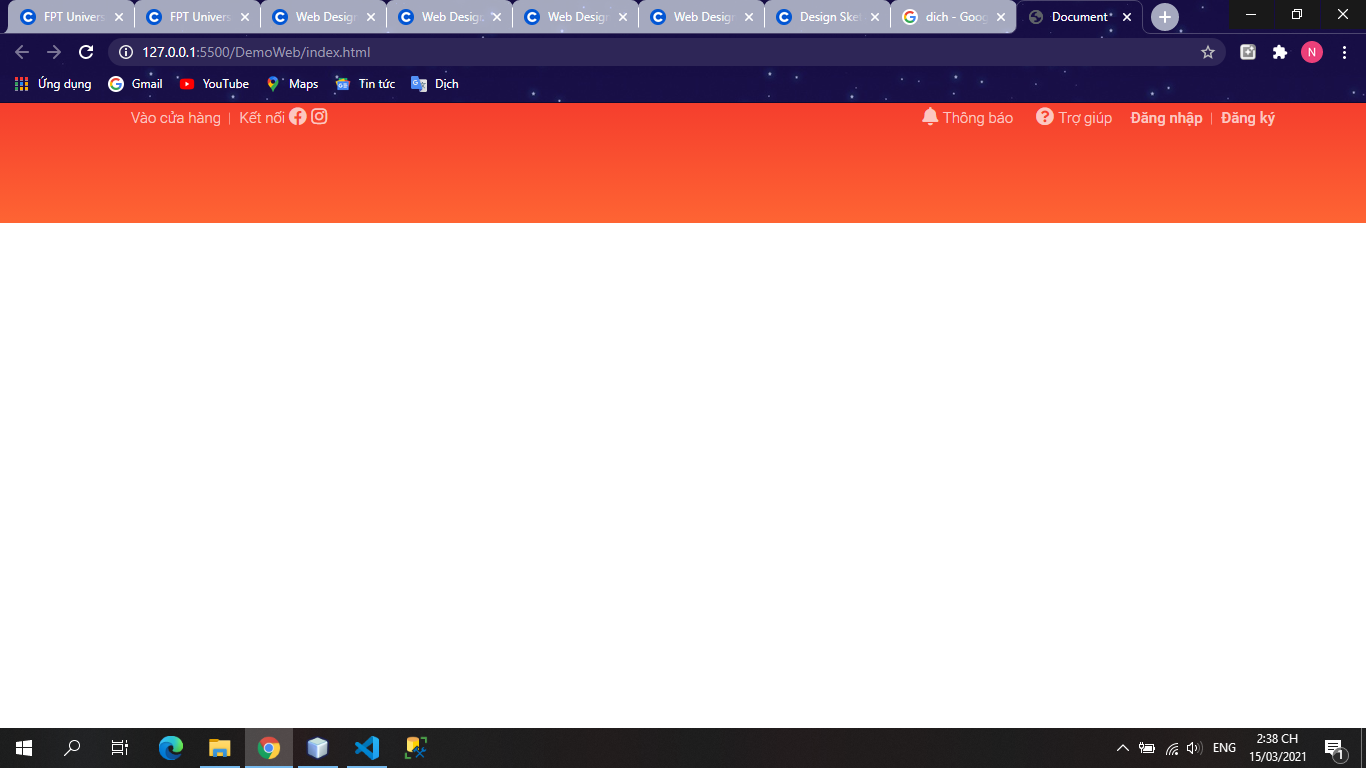 FPT Univers Web Design Web Design Web Design Web Design Design Sket dich - Goog Document
127.0.0.1:5500/DemoWeb/index.html N
Ứng dụng Gmail YouTube Maps Tin tức Dịch
Vào cửa hàng | Kết nối Thông báo Trợ giúp Đăng nhập | Đăng ký
ENG 2:38 CH
15/03/2021 1